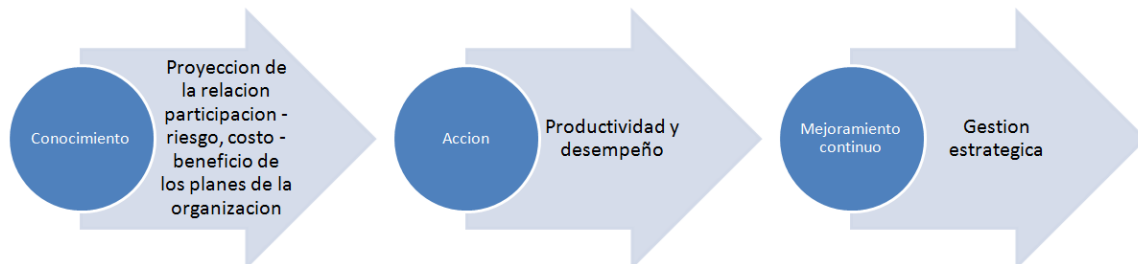 Conocimiento
Proyeccion de
la relacion
participacion -
riesgo, costo -
beneficio de
los planes de la
organizacion
Accion
Productividad y
desempeño
Mejoramiento
continuo
Gestion
estrategica